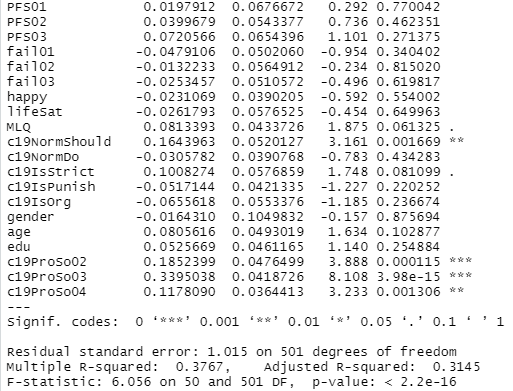 PFS01 0.0197912 0.0676672 0.292 0.770042
PFS02 0.0399679 0.0543377 0.736 0.462351
PFS03 0.0720566 0.0654396 1.101 0.271375
fail01 -0.0479106 0.0502060 -0.954 0.340402
fail02 -0.0132233 0.0564912 -0.234 0.815020
fail03 -0.0253457 0.0510572 -0.496 0.619817
happy -0.0231069 0.0390205 -0.592 0.554002
lifeSat -0.0261793 0.0576525 -0.454 0.649963
MLQ 0.0813393 0.0433726 1.875 0.061325 .
c19NormShould 0.1643963 0.0520127 3.161 0.001669 **
c19NormDo -0.0305782 0.0390768 -0.783 0.434283
c19IsStrict 0.1008274 0.0576859 1.748 0.081099 .
c19IsPunish -0.0517144 0.0421335 -1.227 0.220252
c19IsOrg -0.0655618 0.0553376 -1.185 0.236674
gender -0.0164310 0.1049832 -0.157 0.875694
age 0.0805616 0.0493019 1.634 0.102877
edu 0.0525669 0.0461165 1.140 0.254884
c19ProSo02 0.1852399 0.0476499 3.888 0.000115 ***
c19ProSo03 0.3395038 0.0418726 8.108 3.98e-15 ***
c19ProSo04 0.1178090 0.0364413 3.233 0.001306 **
---
Signif. codes: 0 ‘***’ 0.001 ‘**’ 0.01 ‘*’ 0.05 ‘.’ 0.1 ‘ ’ 1
Residual standard error: 1.015 on 501 degrees of freedom
Multiple R-squared: 0.3767, Adjusted R-squared: 0.3145
F-statistic: 6.056 on 50 and 501 DF, p-value: < 2.2e-16